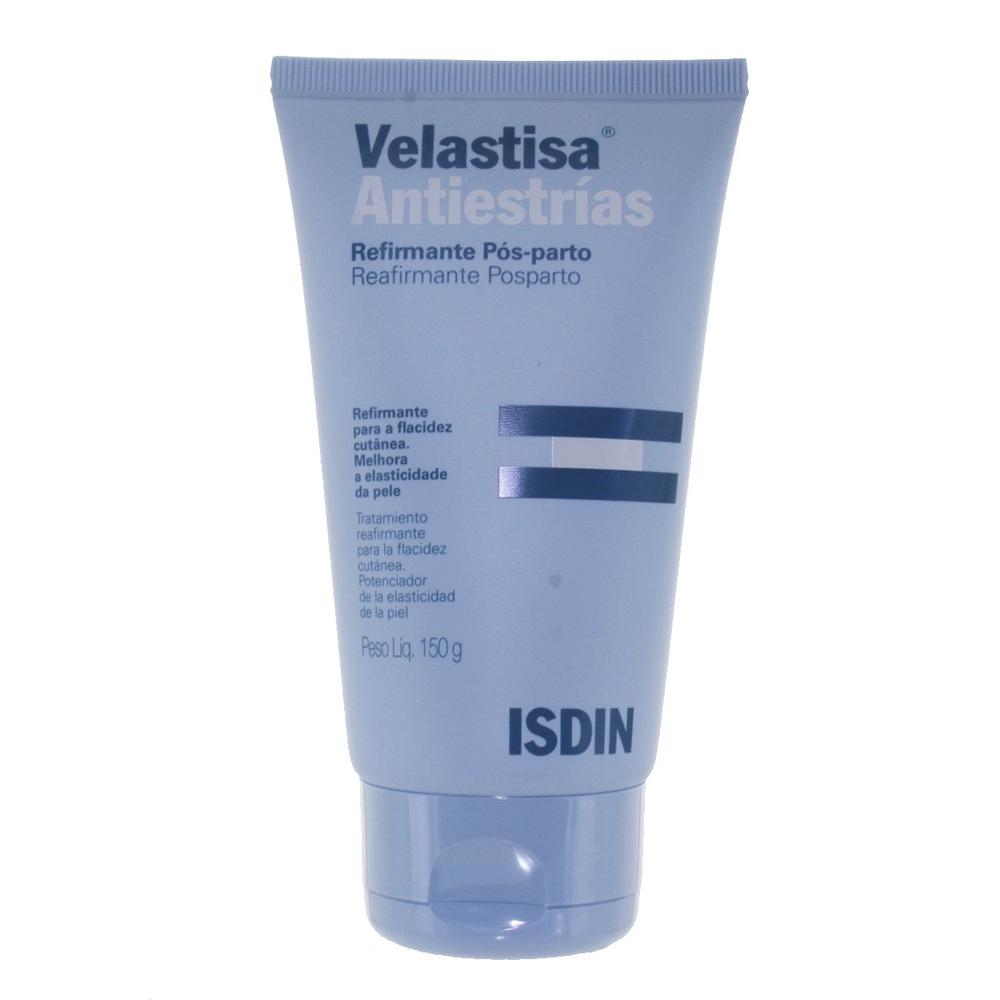 Velastisa®
Antiestrías
Refirmante Pós-parto
Reafirmante Posparto
Refirmante
para a flacidez
cutânea.
Melhora
a elasticidade
da pele
Tratamiento
reafirmante
para la flacidez
cutánea.
Potenciador
de la elasticidad
de la piel
Peso Líq. 150 g
ISDIN